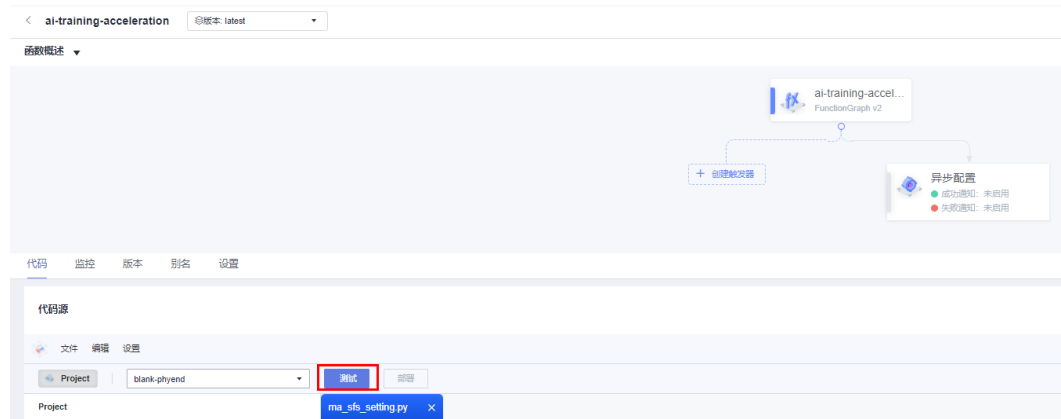 ai-training-acceleration 版本: latest
函数概述
ai-training-accel...
FunctionGraph v2
+ 创建触发器
异步配置
成功通知: 未启用
失败通知: 未启用
代码 监控 版本 别名 设置
代码源
文件 编辑 设置
Project blank-phyend 测试 部署
Project ma_sfs_setting.py ×